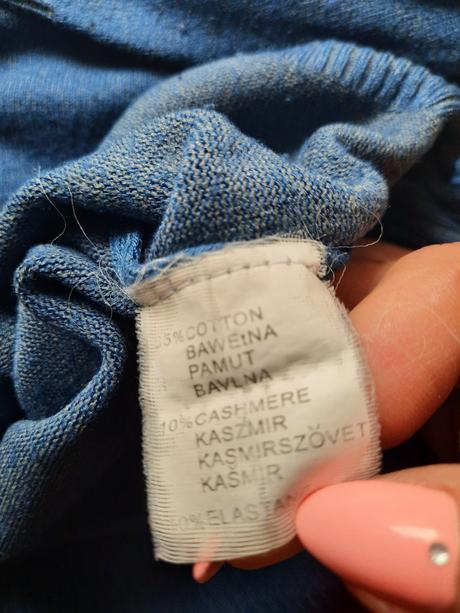 5%COTTON
BAWEŁNA
PAMUT
BAVLNA
10%CASHMERE
KASZMIR
KASMIRSZÖVET
KAŠMIR
0%ELASTAN